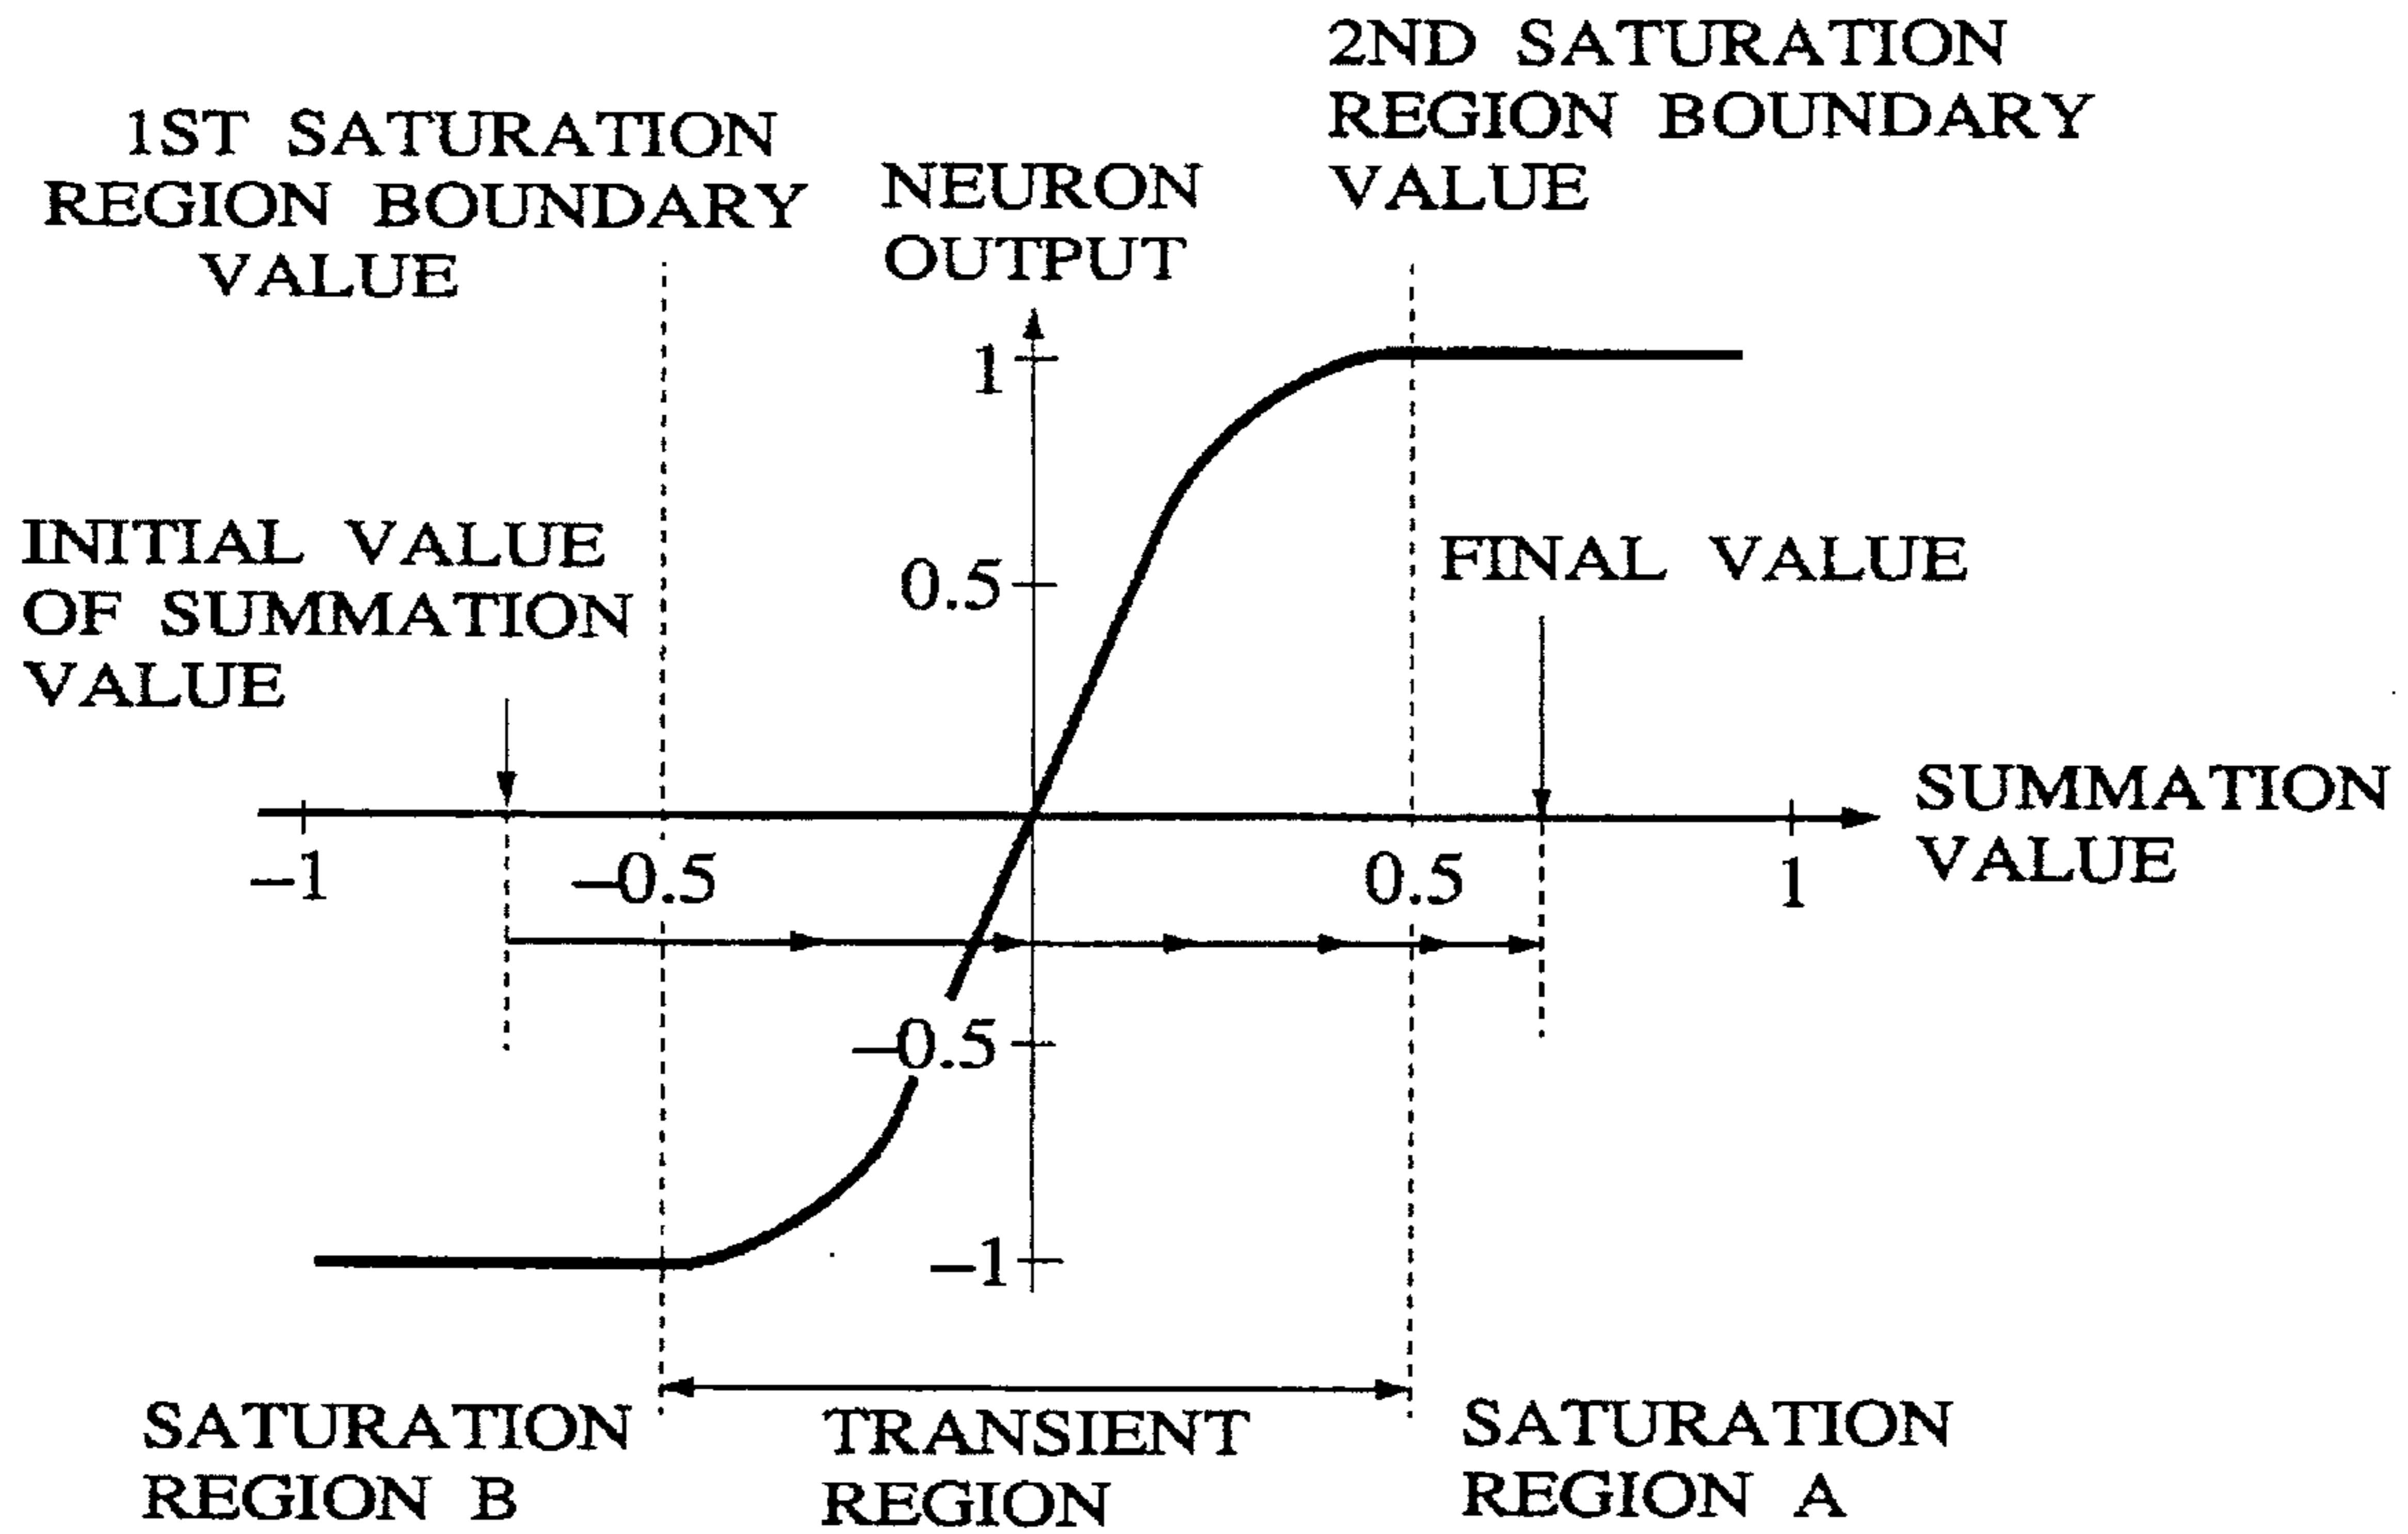 2ND SATURATION
REGION BOUNDARY
VALUE
1ST SATURATION
REGION BOUNDARY
VALUE
NEURON
OUTPUT
1
INITIAL VALUE
OF SUMMATION
VALUE
0.5
FINAL VALUE
SUMMATION
VALUE
–1
–0.5
0.5
1
–0.5
–1
SATURATION
REGION B
TRANSIENT
REGION
SATURATION
REGION A